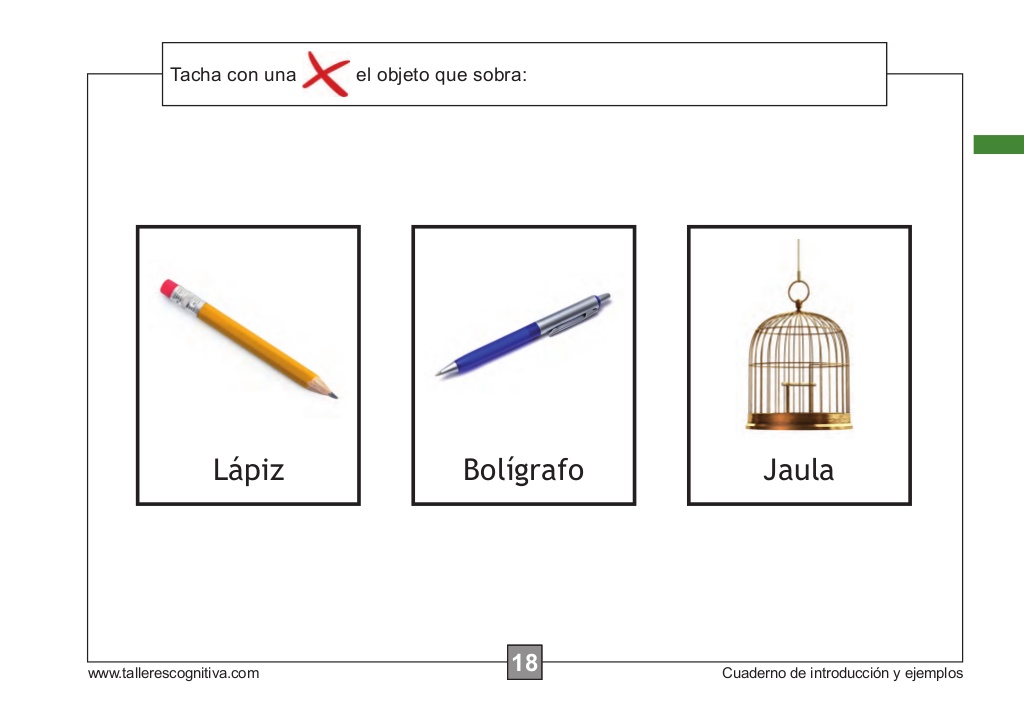 Tacha con una el objeto que sobra:
Lápiz
Bolígrafo
Jaula
www.tallerescognitiva.com
18
Cuaderno de introducción y ejemplos